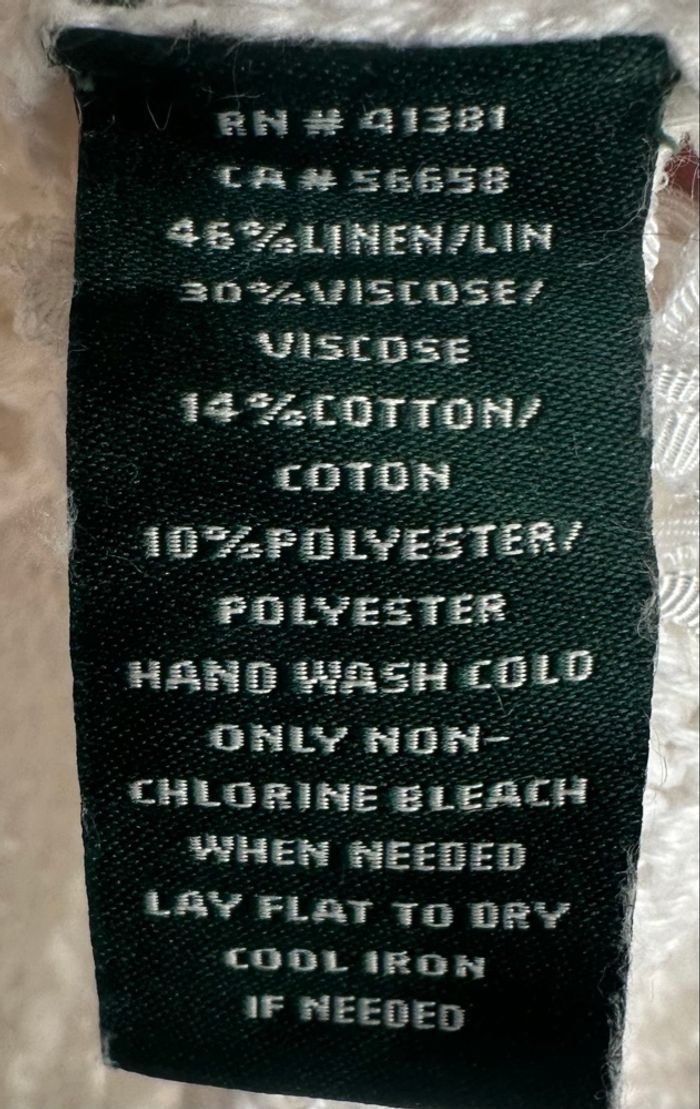 RN # 41381
CA # 56658
46%LINEN/LIN
30%VISCOSE/
VISCOSE
14%COTTON/
COTON
10%POLYESTER/
POLYESTER
HAND WASH COLD
ONLY NON-
CHLORINE BLEACH
WHEN NEEDED
LAY FLAT TO DRY
COOL IRON
IF NEEDED